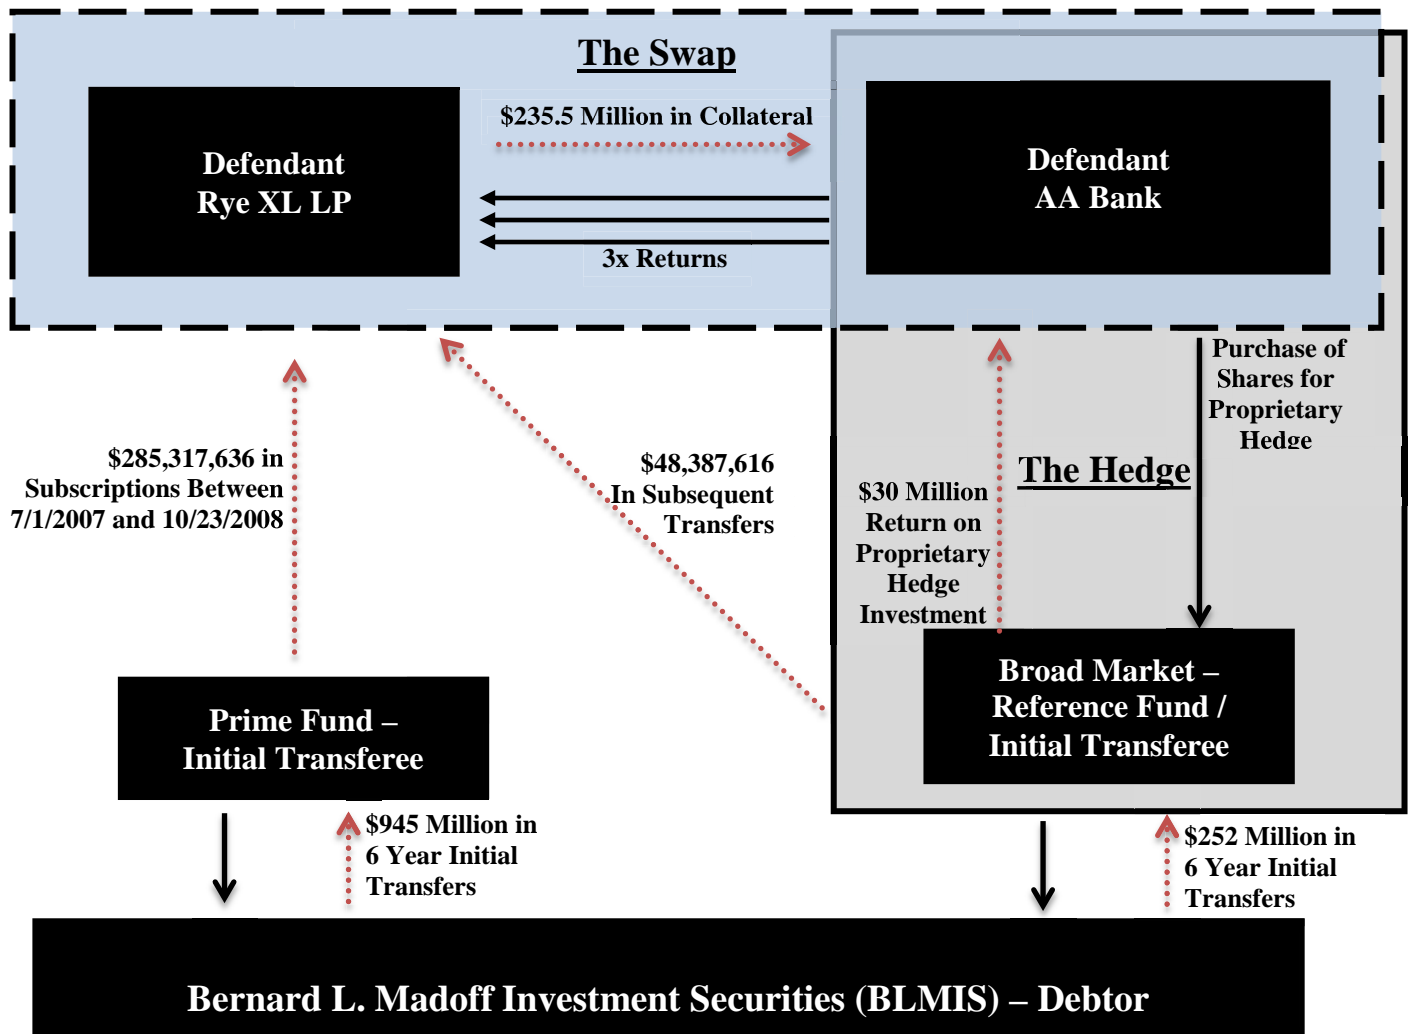 The Swap
$235.5 Million in Collateral
Defendant
Rye XL LP
Defendant
AA Bank
3x Returns
Purchase of
Shares for
Proprietary
Hedge
$285,317,636 in
Subscriptions Between
7/1/2007 and 10/23/2008
$48,387,616
In Subsequent
Transfers
The Hedge
$30 Million
Return on
Proprietary
Hedge
Investment
Prime Fund –
Initial Transferee
Broad Market –
Reference Fund /
Initial Transferee
$945 Million in
6 Year Initial
Transfers
$252 Million in
6 Year Initial
Transfers
Bernard L. Madoff Investment Securities (BLMIS) – Debtor